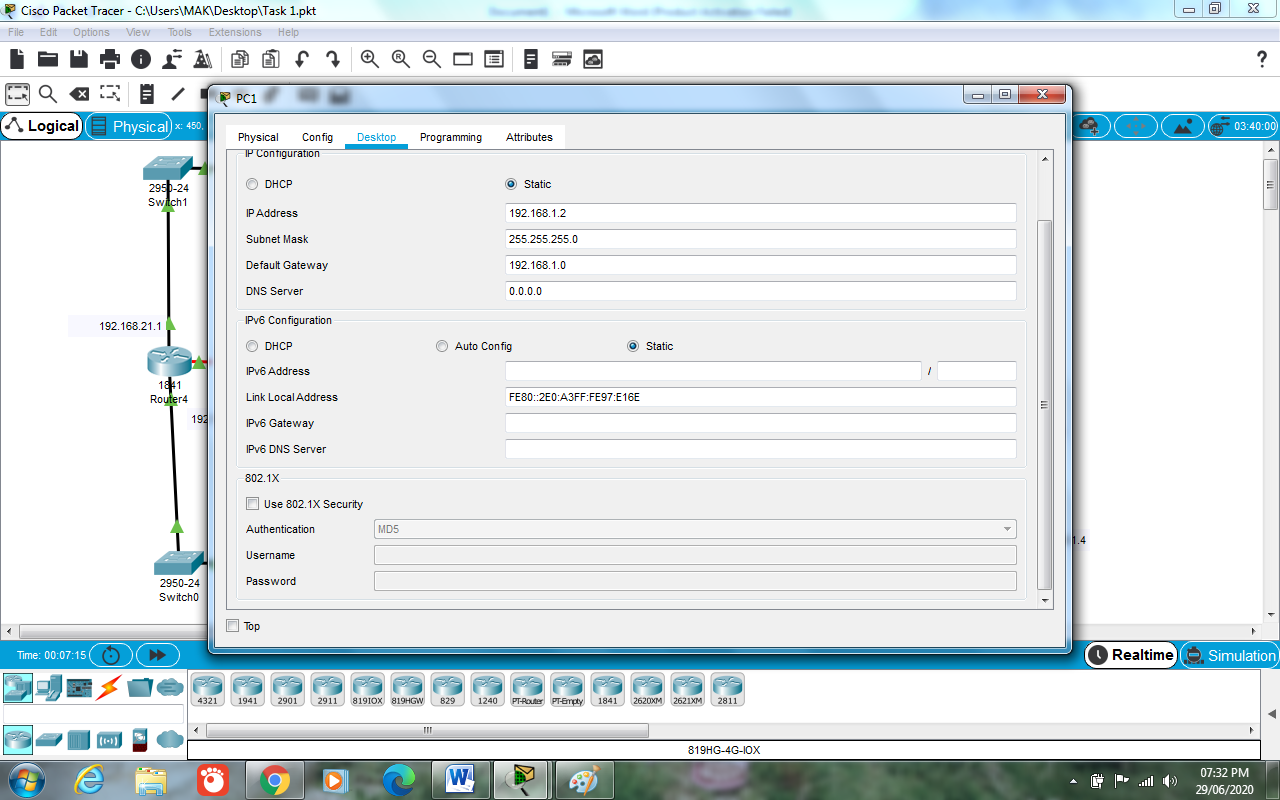 Cisco Packet Tracer - C:\Users\MAK\Desktop\Task 1.pkt
File Edit Options View Tools Extensions Help
PC1
Logical
Physical
x: 450,
03:40:00
Physical Config Desktop Programming Attributes
IP Configuration
DHCP
Static
IP Address
192.168.1.2
Subnet Mask
255.255.255.0
Default Gateway
192.168.1.0
DNS Server
0.0.0.0
IPv6 Configuration
DHCP
Auto Config
Static
IPv6 Address
/
Link Local Address
FE80::2E0:A3FF:FE97:E16E
IPv6 Gateway
IPv6 DNS Server
802.1X
Use 802.1X Security
Authentication
MD5
Username
Password
Top
2950-24
Switch1
192.168.21.1
1841
Router4
192
2950-24
Switch0
1.4
Time: 00:07:15
Realtime
Simulation
4321 1941 2901 2911 819IOX 819HGW 829 1240 PT-Router PT-Empty 1841 2620XM 2621XM 2811
819HG-4G-IOX
07:32 PM
29/06/2020